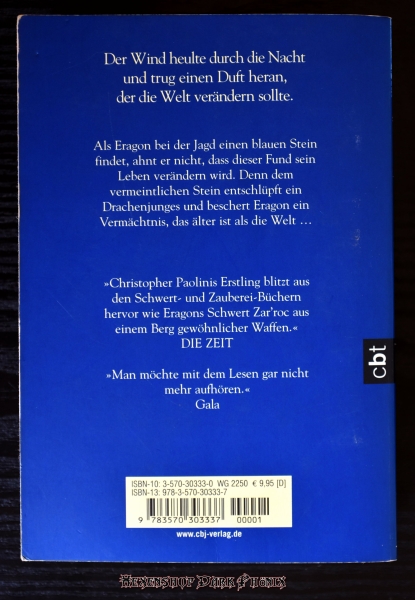 Der Wind heulte durch die Nacht
und trug einen Duft heran,
der die Welt verändern sollte.
Als Eragon bei der Jagd einen blauen Stein
findet, ahnt er nicht, dass dieser Fund sein
Leben verändern wird. Denn dem
vermeintlichen Stein entschlüpft ein
Drachenjunges und beschert Eragon ein
Vermächtnis, das älter ist als die Welt …
»Christopher Paolinis Erstling blitzt aus
den Schwert- und Zauberei-Büchern
hervor wie Eragons Schwert Zar'roc aus
einem Berg gewöhnlicher Waffen.«
DIE ZEIT
»Man möchte mit dem Lesen gar nicht
mehr aufhören.«
Gala
cbt
ISBN-10: 3-570-30333-0 WG 2250 € 9,95 [D]
ISBN-13: 978-3-570-30333-7
9 783570 303337 00001
www.cbj-verlag.de
Hexenshop Dark Phönix